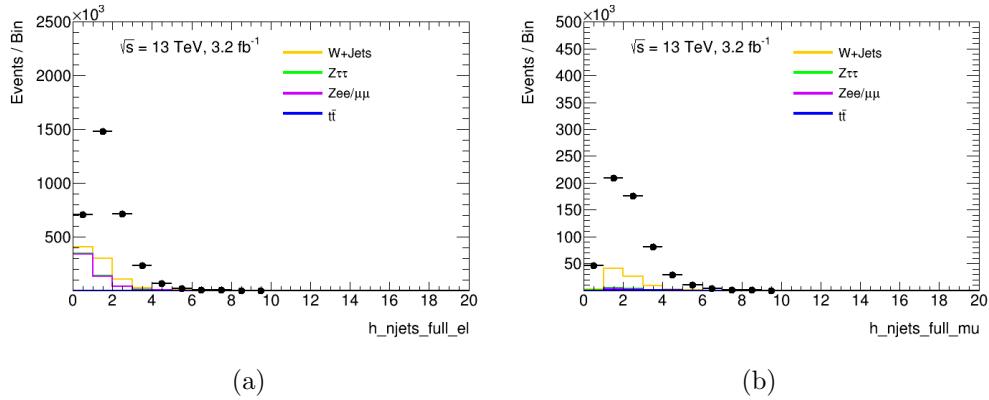 ×10³
Events / Bin
2500
2000
1500
1000
500
0 2 4 6 8 10 12 14 16 18 20
√s = 13 TeV, 3.2 fb⁻¹
W+Jets
Zττ
Zee/μμ
tt̄
h_njets_full_el
(a)
×10³
Events / Bin
500
450
400
350
300
250
200
150
100
50
0 2 4 6 8 10 12 14 16 18 20
√s = 13 TeV, 3.2 fb⁻¹
W+Jets
Zττ
Zee/μμ
tt̄
h_njets_full_mu
(b)